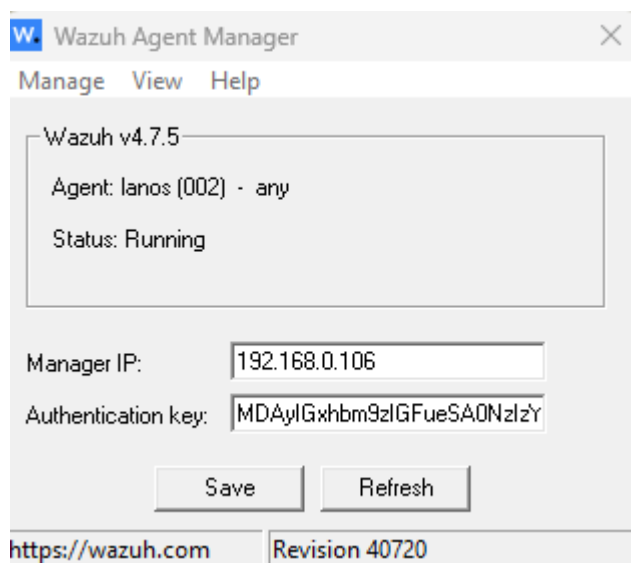 W. Wazuh Agent Manager
Manage View Help
Wazuh v4.7.5
Agent: lanos (002) - any
Status: Running
Manager IP: 192.168.0.106
Authentication key: MDAyIGxhbm9zIGFueSA0NzIzY
Save Refresh
https://wazuh.com Revision 40720